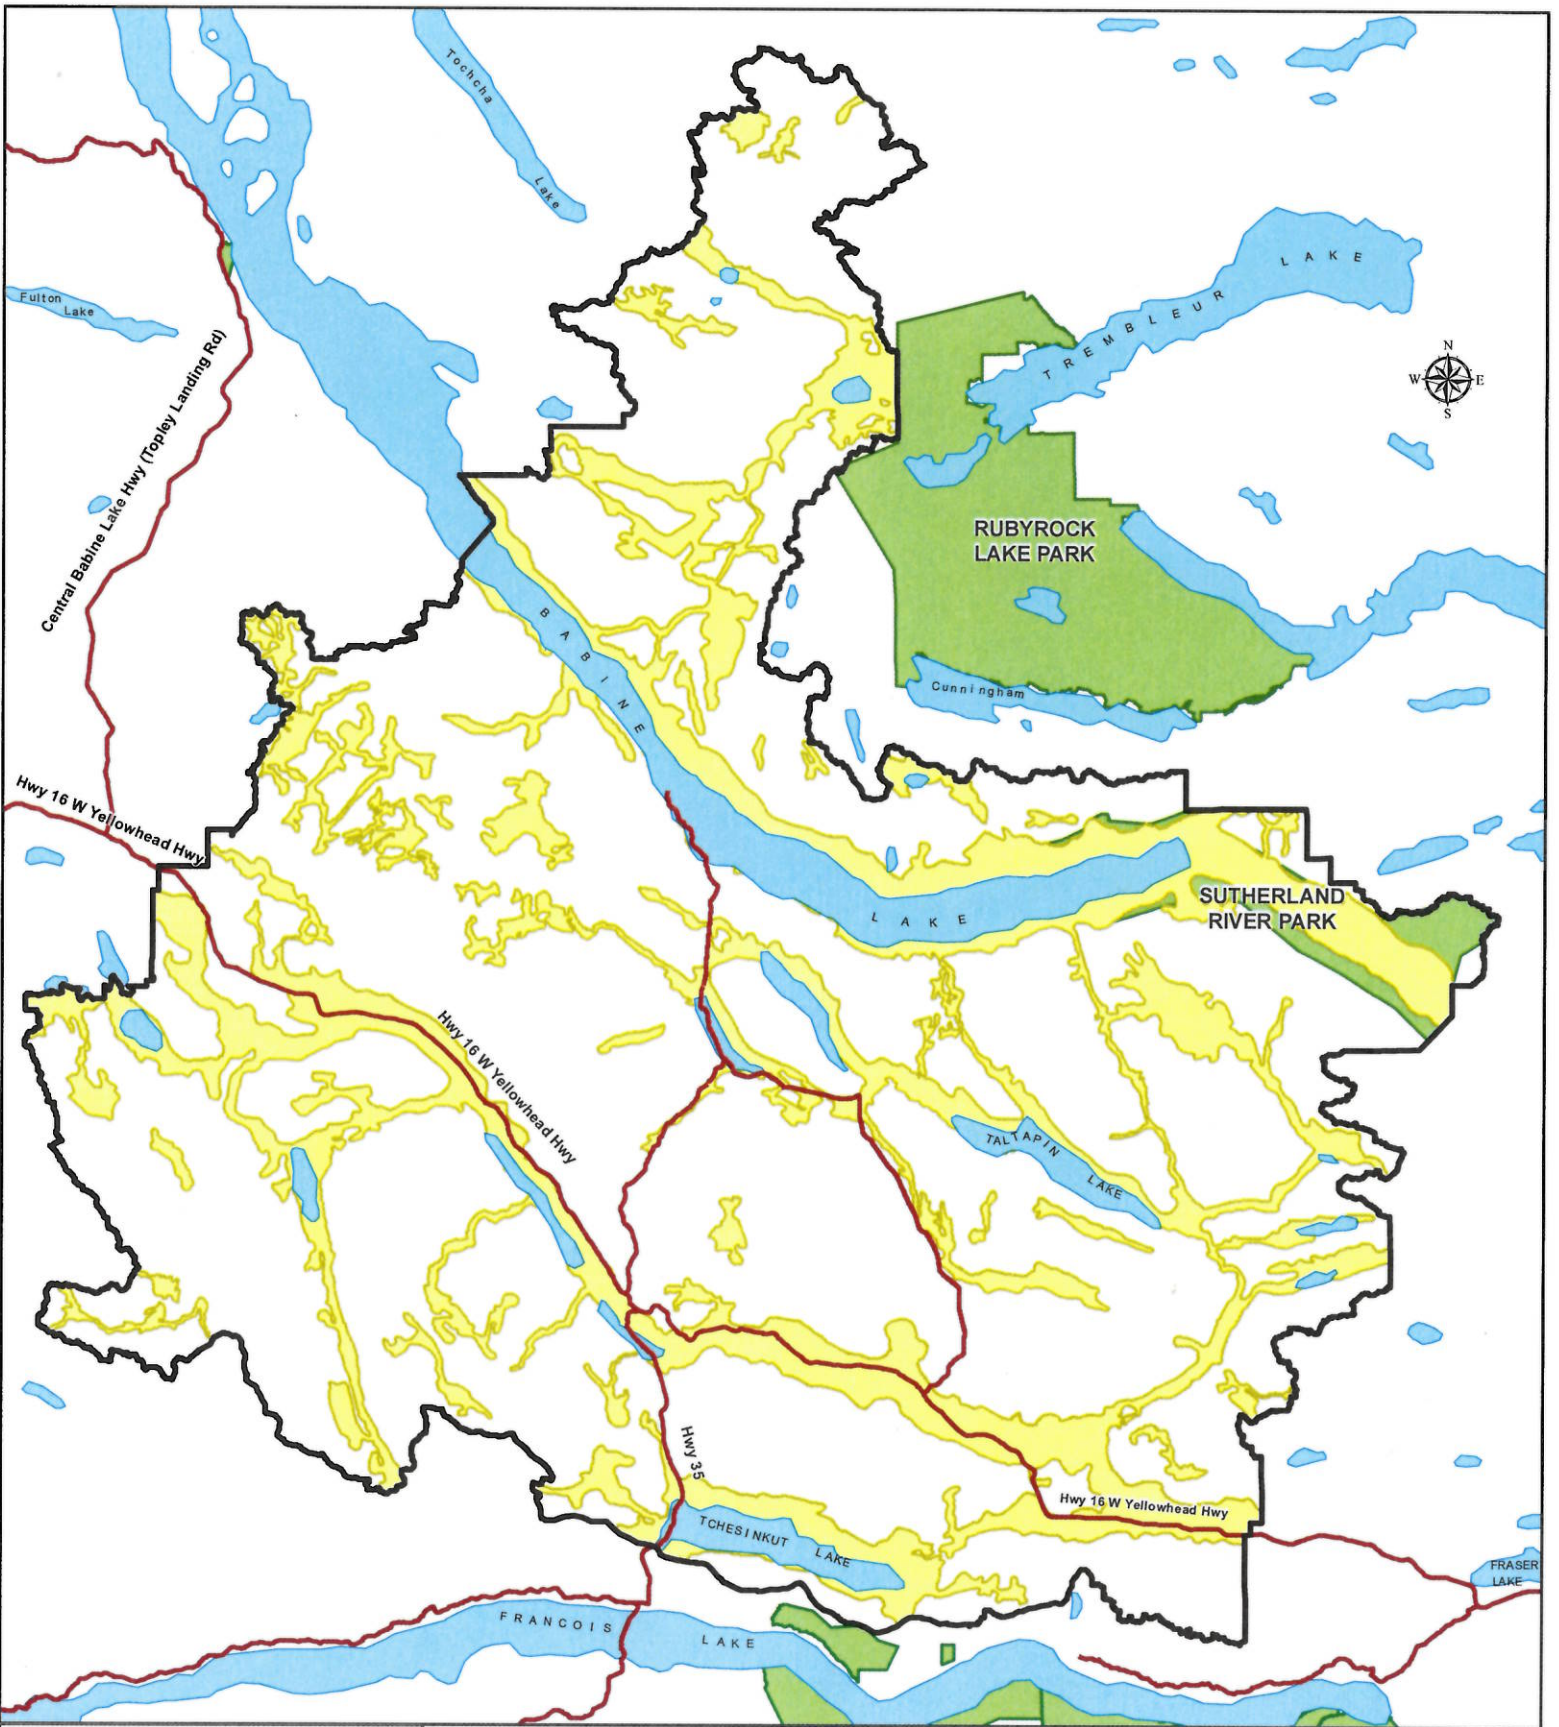 Tochcha
Lake
Fulton
Lake
Central Babine Lake Hwy (Topley Landing Rd)
TREMBLEUR LAKE
N
W E
S
RUBYROCK
LAKE PARK
BABINE
Cunningham
Hwy 16 W Yellowhead Hwy
LAKE
SUTHERLAND
RIVER PARK
Hwy 16 W Yellowhead Hwy
TALTAPIN
LAKE
Hwy 35
Hwy 16 W Yellowhead Hwy
TCHESINKUT LAKE
FRASER
LAKE
FRANCOIS LAKE